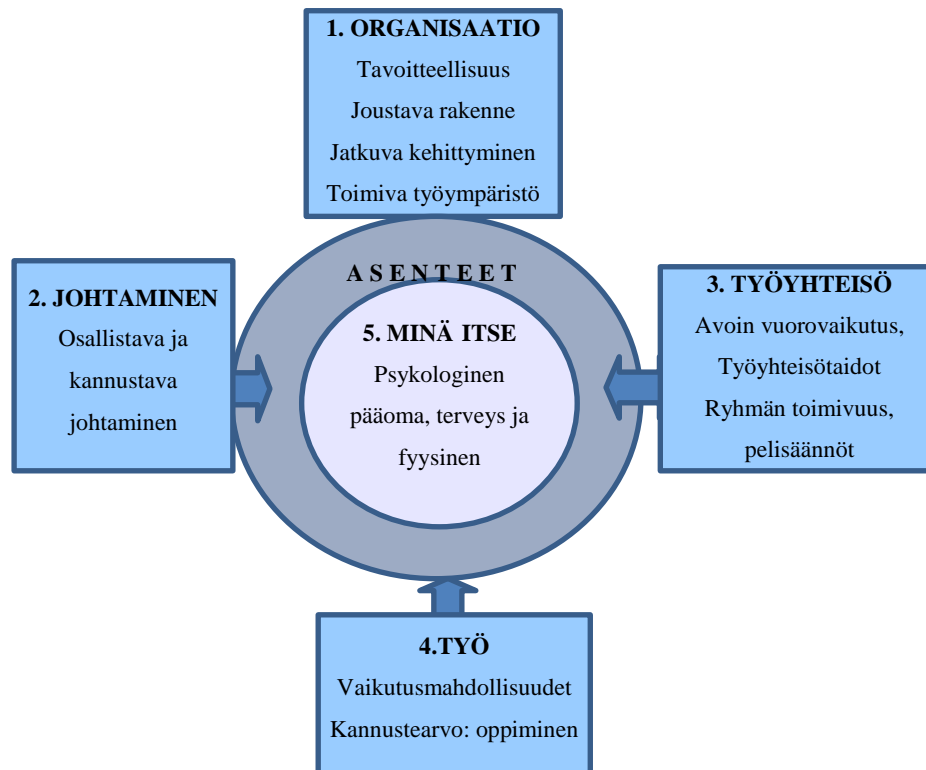 1. ORGANISAATIO
Tavoitteellisuus
Joustava rakenne
Jatkuva kehittyminen
Toimiva työympäristö
A S E N T E E T
2. JOHTAMINEN
Osallistava ja
kannustava
johtaminen
5. MINÄ ITSE
Psykologinen
pääoma, terveys ja
fyysinen
3. TYÖYHTEISÖ
Avoin vuorovaikutus,
Työyhteisötaidot
Ryhmän toimivuus,
pelisäännöt
4.TYÖ
Vaikutusmahdollisuudet
Kannustearvo: oppiminen